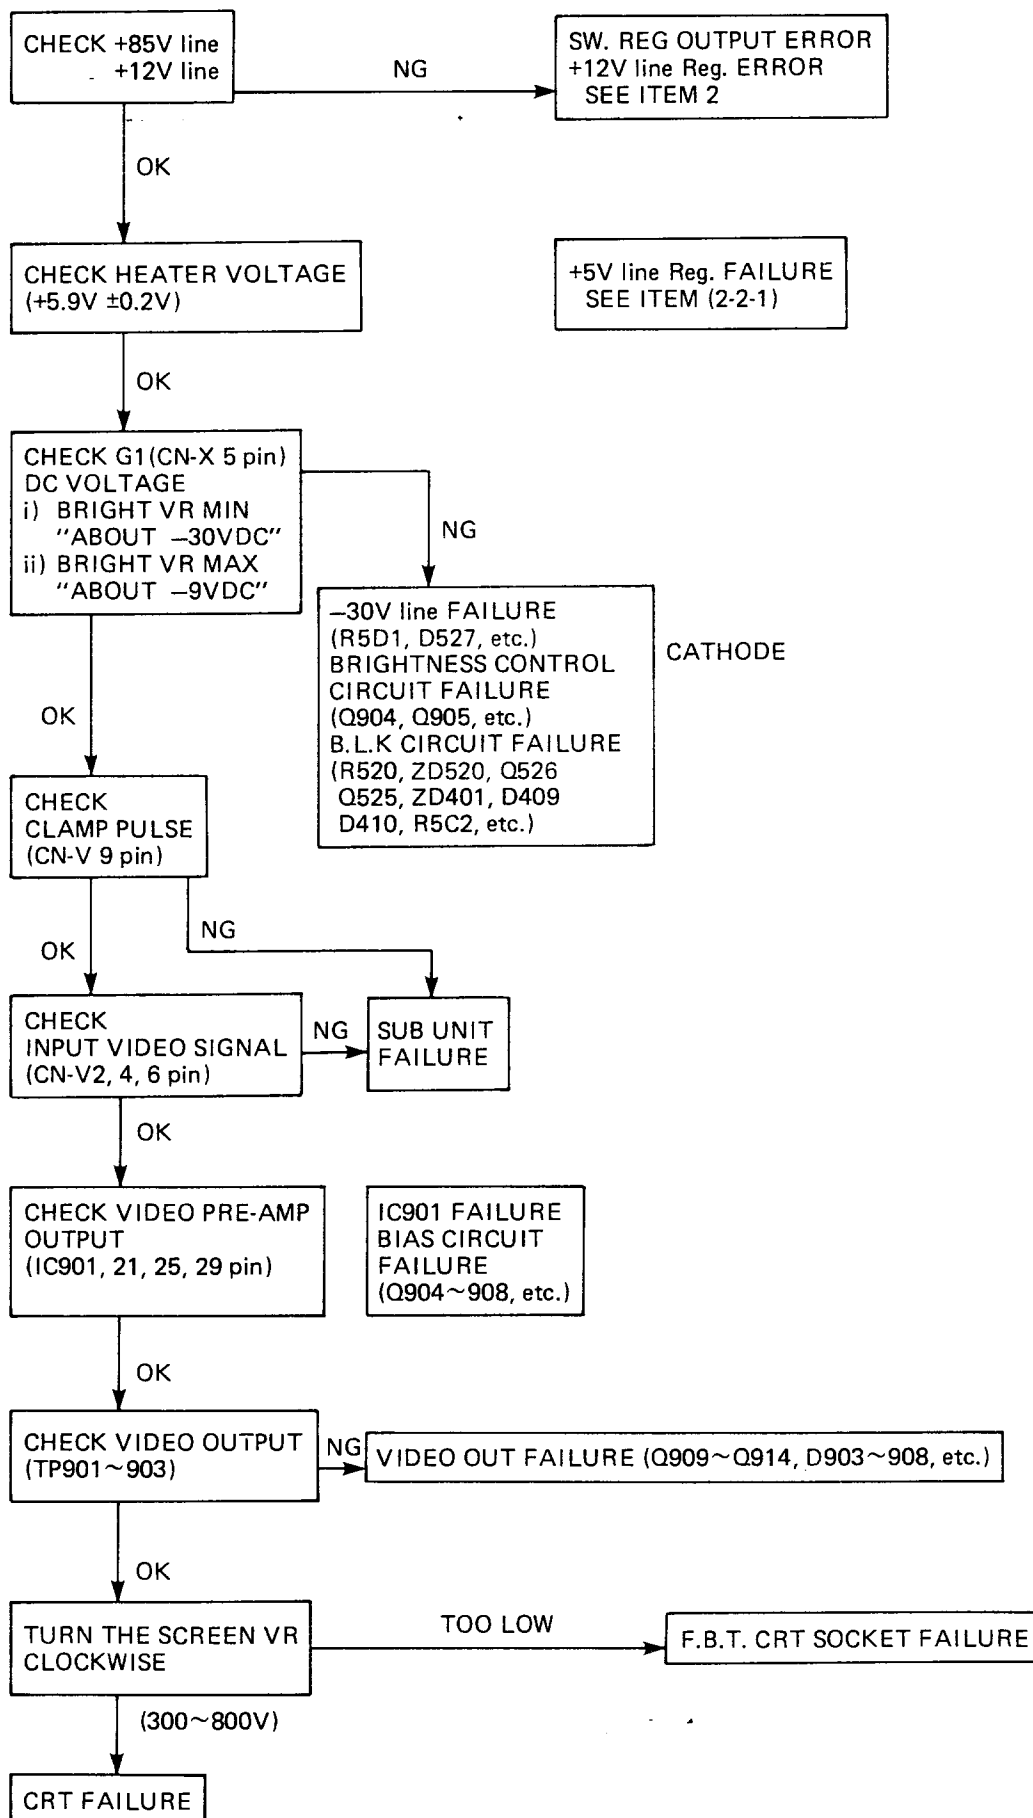 CHECK +85V line
+12V line
NG
SW. REG OUTPUT ERROR
+12V line Reg. ERROR
SEE ITEM 2
OK
CHECK HEATER VOLTAGE
(+5.9V ±0.2V)
+5V line Reg. FAILURE
SEE ITEM (2-2-1)
OK
CHECK G1(CN-X 5 pin)
DC VOLTAGE
i) BRIGHT VR MIN
"ABOUT –30VDC"
ii) BRIGHT VR MAX
"ABOUT –9VDC"
NG
–30V line FAILURE
(R5D1, D527, etc.)
BRIGHTNESS CONTROL
CIRCUIT FAILURE
(Q904, Q905, etc.)
B.L.K CIRCUIT FAILURE
(R520, ZD520, Q526
Q525, ZD401, D409
D410, R5C2, etc.)
CATHODE
OK
CHECK
CLAMP PULSE
(CN-V 9 pin)
NG
OK
CHECK
INPUT VIDEO SIGNAL
(CN-V2, 4, 6 pin)
NG
SUB UNIT
FAILURE
OK
CHECK VIDEO PRE-AMP
OUTPUT
(IC901, 21, 25, 29 pin)
IC901 FAILURE
BIAS CIRCUIT
FAILURE
(Q904~908, etc.)
OK
CHECK VIDEO OUTPUT
(TP901~903)
NG
VIDEO OUT FAILURE (Q909~Q914, D903~908, etc.)
OK
TURN THE SCREEN VR
CLOCKWISE
TOO LOW
F.B.T. CRT SOCKET FAILURE
(300~800V)
CRT FAILURE